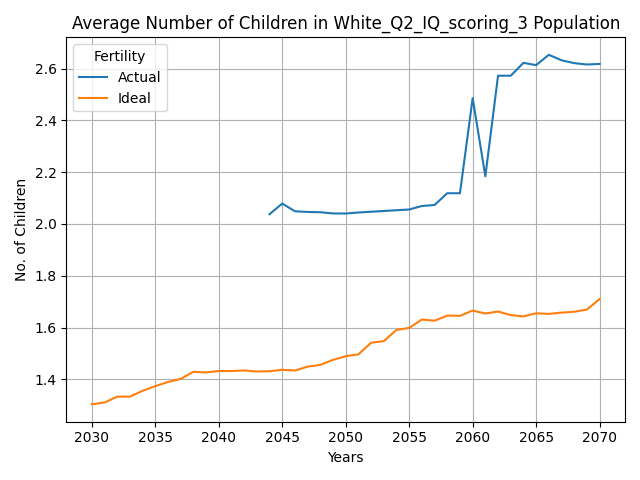 Average Number of Children in White_Q2_IQ_scoring_3 Population
Fertility
Actual
Ideal
No. of Children
2.6
2.4
2.2
2.0
1.8
1.6
1.4
2030 2035 2040 2045 2050 2055 2060 2065 2070
Years